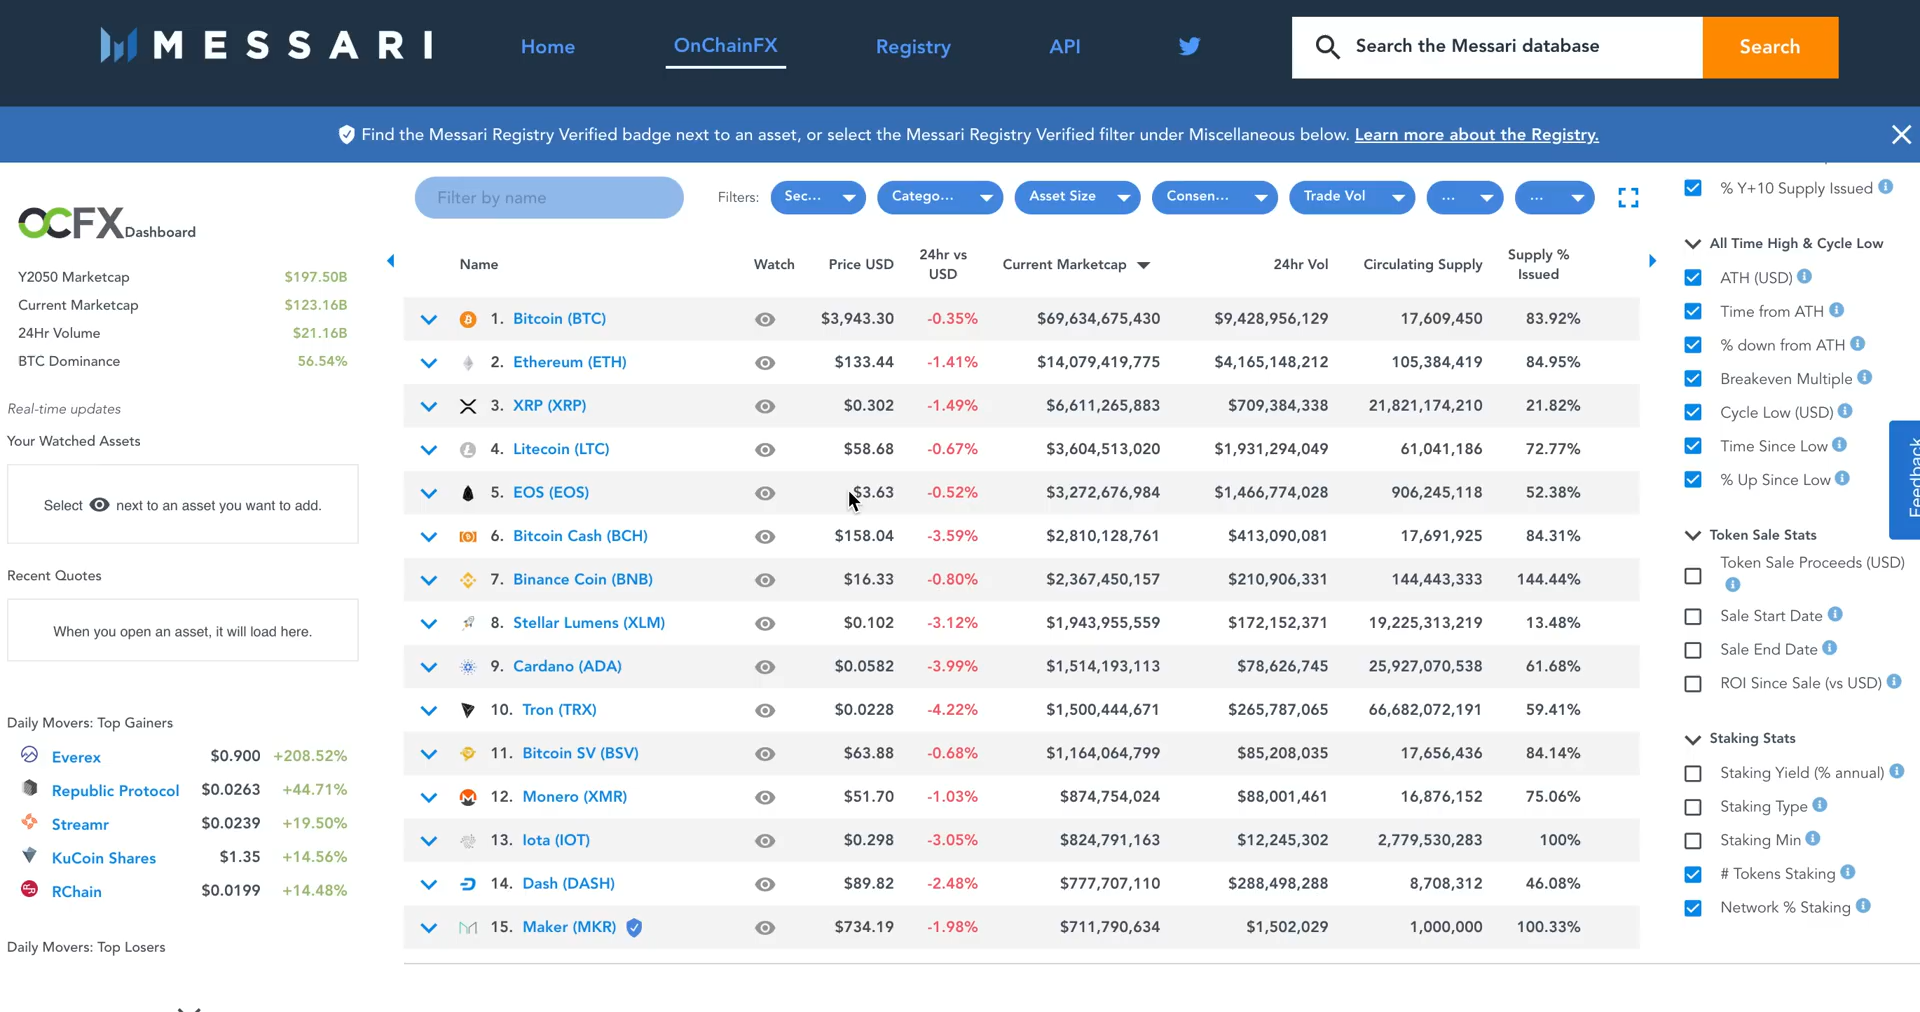 MESSARI
Home
OnChainFX
Registry
API
Search the Messari database
Search
Find the Messari Registry Verified badge next to an asset, or select the Messari Registry Verified filter under Miscellaneous below. Learn more about the Registry.
OCFX Dashboard
Y2050 Marketcap $197.50B
Current Marketcap $123.16B
24Hr Volume $21.16B
BTC Dominance 56.54%
Real-time updates
Your Watched Assets
Select next to an asset you want to add.
Recent Quotes
When you open an asset, it will load here.
Daily Movers: Top Gainers
Everex $0.900 +208.52%
Republic Protocol $0.0263 +44.71%
Streamr $0.0239 +19.50%
KuCoin Shares $1.35 +14.56%
RChain $0.0199 +14.48%
Daily Movers: Top Losers
Filter by name
Filters: Sec... Catego... Asset Size Consen... Trade Vol ... ...
Name Watch Price USD 24hr vs USD Current Marketcap 24hr Vol Circulating Supply Supply % Issued
1. Bitcoin (BTC) $3,943.30 -0.35% $69,634,675,430 $9,428,956,129 17,609,450 83.92%
2. Ethereum (ETH) $133.44 -1.41% $14,079,419,775 $4,165,148,212 105,384,419 84.95%
3. XRP (XRP) $0.302 -1.49% $6,611,265,883 $709,384,338 21,821,174,210 21.82%
4. Litecoin (LTC) $58.68 -0.67% $3,604,513,020 $1,931,294,049 61,041,186 72.77%
5. EOS (EOS) $3.63 -0.52% $3,272,676,984 $1,466,774,028 906,245,118 52.38%
6. Bitcoin Cash (BCH) $158.04 -3.59% $2,810,128,761 $413,090,081 17,691,925 84.31%
7. Binance Coin (BNB) $16.33 -0.80% $2,367,450,157 $210,906,331 144,443,333 144.44%
8. Stellar Lumens (XLM) $0.102 -3.12% $1,943,955,559 $172,152,371 19,225,313,219 13.48%
9. Cardano (ADA) $0.0582 -3.99% $1,514,193,113 $78,626,745 25,927,070,538 61.68%
10. Tron (TRX) $0.0228 -4.22% $1,500,444,671 $265,787,065 66,682,072,191 59.41%
11. Bitcoin SV (BSV) $63.88 -0.68% $1,164,064,799 $85,208,035 17,656,436 84.14%
12. Monero (XMR) $51.70 -1.03% $874,754,024 $88,001,461 16,876,152 75.06%
13. Iota (IOT) $0.298 -3.05% $824,791,163 $12,245,302 2,779,530,283 100%
14. Dash (DASH) $89.82 -2.48% $777,707,110 $288,498,288 8,708,312 46.08%
15. Maker (MKR) $734.19 -1.98% $711,790,634 $1,502,029 1,000,000 100.33%
% Y+10 Supply Issued
All Time High & Cycle Low
ATH (USD)
Time from ATH
% down from ATH
Breakeven Multiple
Cycle Low (USD)
Time Since Low
% Up Since Low
Token Sale Stats
Token Sale Proceeds (USD)
Sale Start Date
Sale End Date
ROI Since Sale (vs USD)
Staking Stats
Staking Yield (% annual)
Staking Type
Staking Min
# Tokens Staking
Network % Staking
Feedback